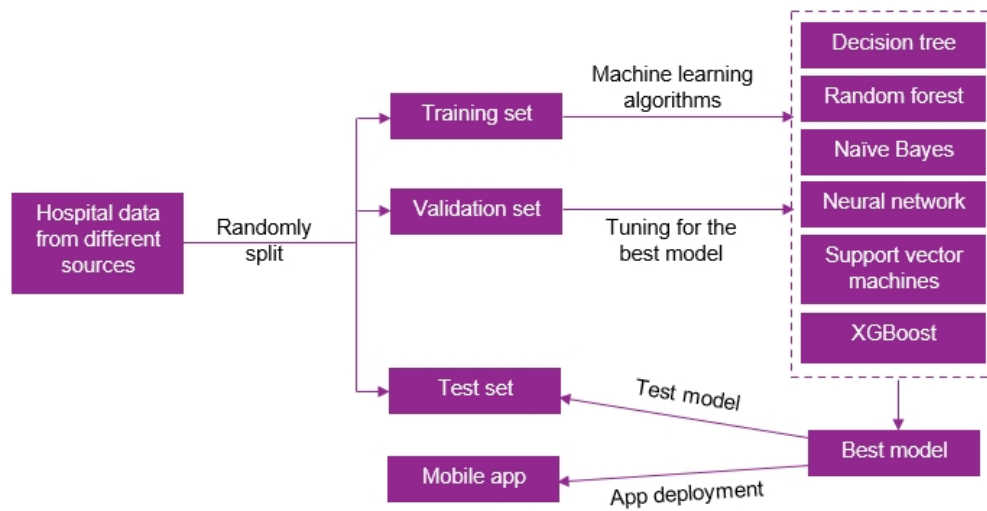 Hospital data
from different
sources
Randomly
split
Training set
Validation set
Test set
Mobile app
Machine learning
algorithms
Tuning for the
best model
Decision tree
Random forest
Naïve Bayes
Neural network
Support vector
machines
XGBoost
Test model
Best model
App deployment